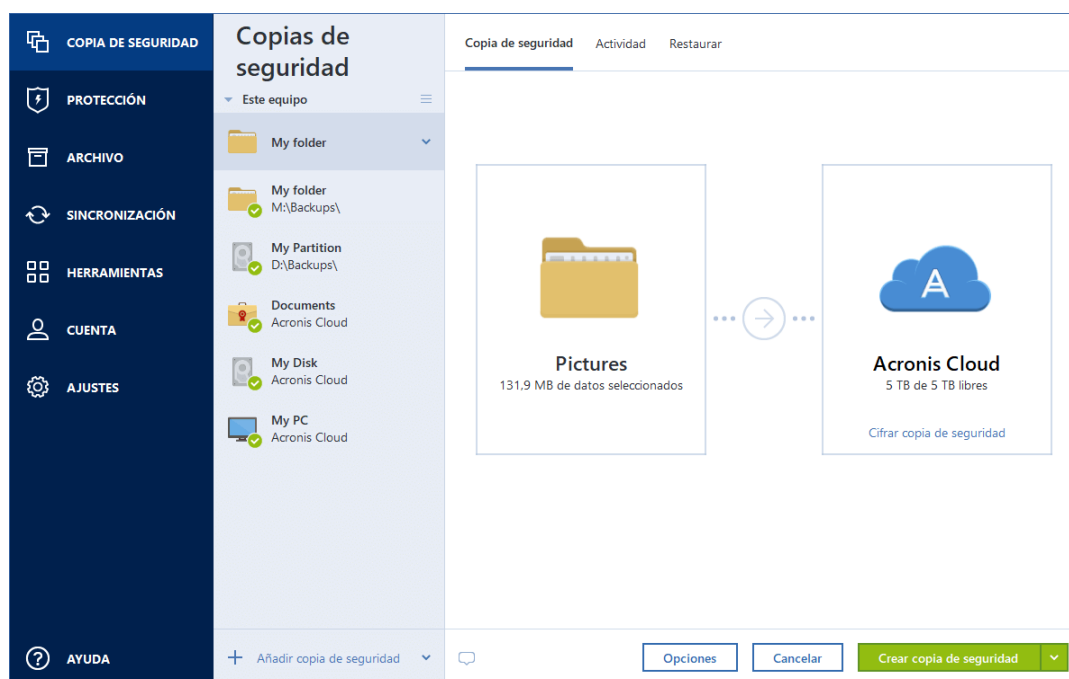 COPIA DE SEGURIDAD
PROTECCIÓN
ARCHIVO
SINCRONIZACIÓN
HERRAMIENTAS
CUENTA
AJUSTES
AYUDA
Copias de
seguridad
Este equipo
My folder
My folder
M:\Backups\
My Partition
D:\Backups\
Documents
Acronis Cloud
My Disk
Acronis Cloud
My PC
Acronis Cloud
Añadir copia de seguridad
Copia de seguridad Actividad Restaurar
Pictures
131,9 MB de datos seleccionados
A
Acronis Cloud
5 TB de 5 TB libres
Cifrar copia de seguridad
Opciones Cancelar Crear copia de seguridad